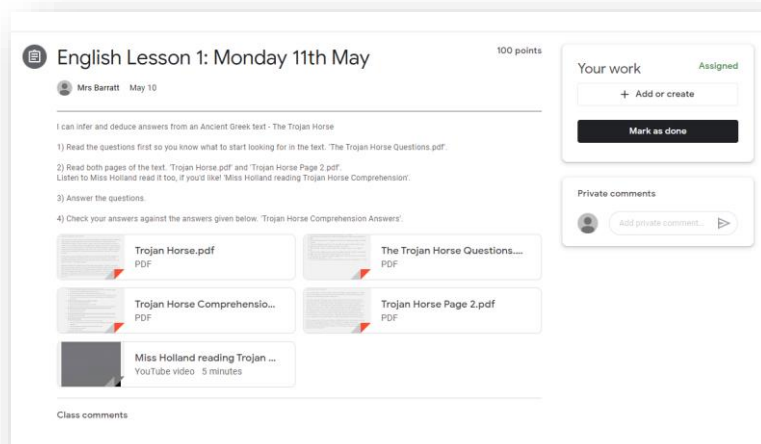 English Lesson 1: Monday 11th May
100 points
Mrs Barratt May 10
I can infer and deduce answers from an Ancient Greek text - The Trojan Horse
1) Read the questions first so you know what to start looking for in the text. 'The Trojan Horse Questions.pdf'.
2) Read both pages of the text. 'Trojan Horse.pdf' and 'Trojan Horse Page 2.pdf'.
Listen to Miss Holland read it too, if you'd like! 'Miss Holland reading Trojan Horse Comprehension'.
3) Answer the questions.
4) Check your answers against the answers given below. 'Trojan Horse Comprehension Answers'.
Trojan Horse.pdf
PDF
The Trojan Horse Questions....
PDF
Trojan Horse Comprehensio...
PDF
Trojan Horse Page 2.pdf
PDF
Miss Holland reading Trojan ...
YouTube video 5 minutes
Class comments
Your work
Assigned
+ Add or create
Mark as done
Private comments
Add private comment...